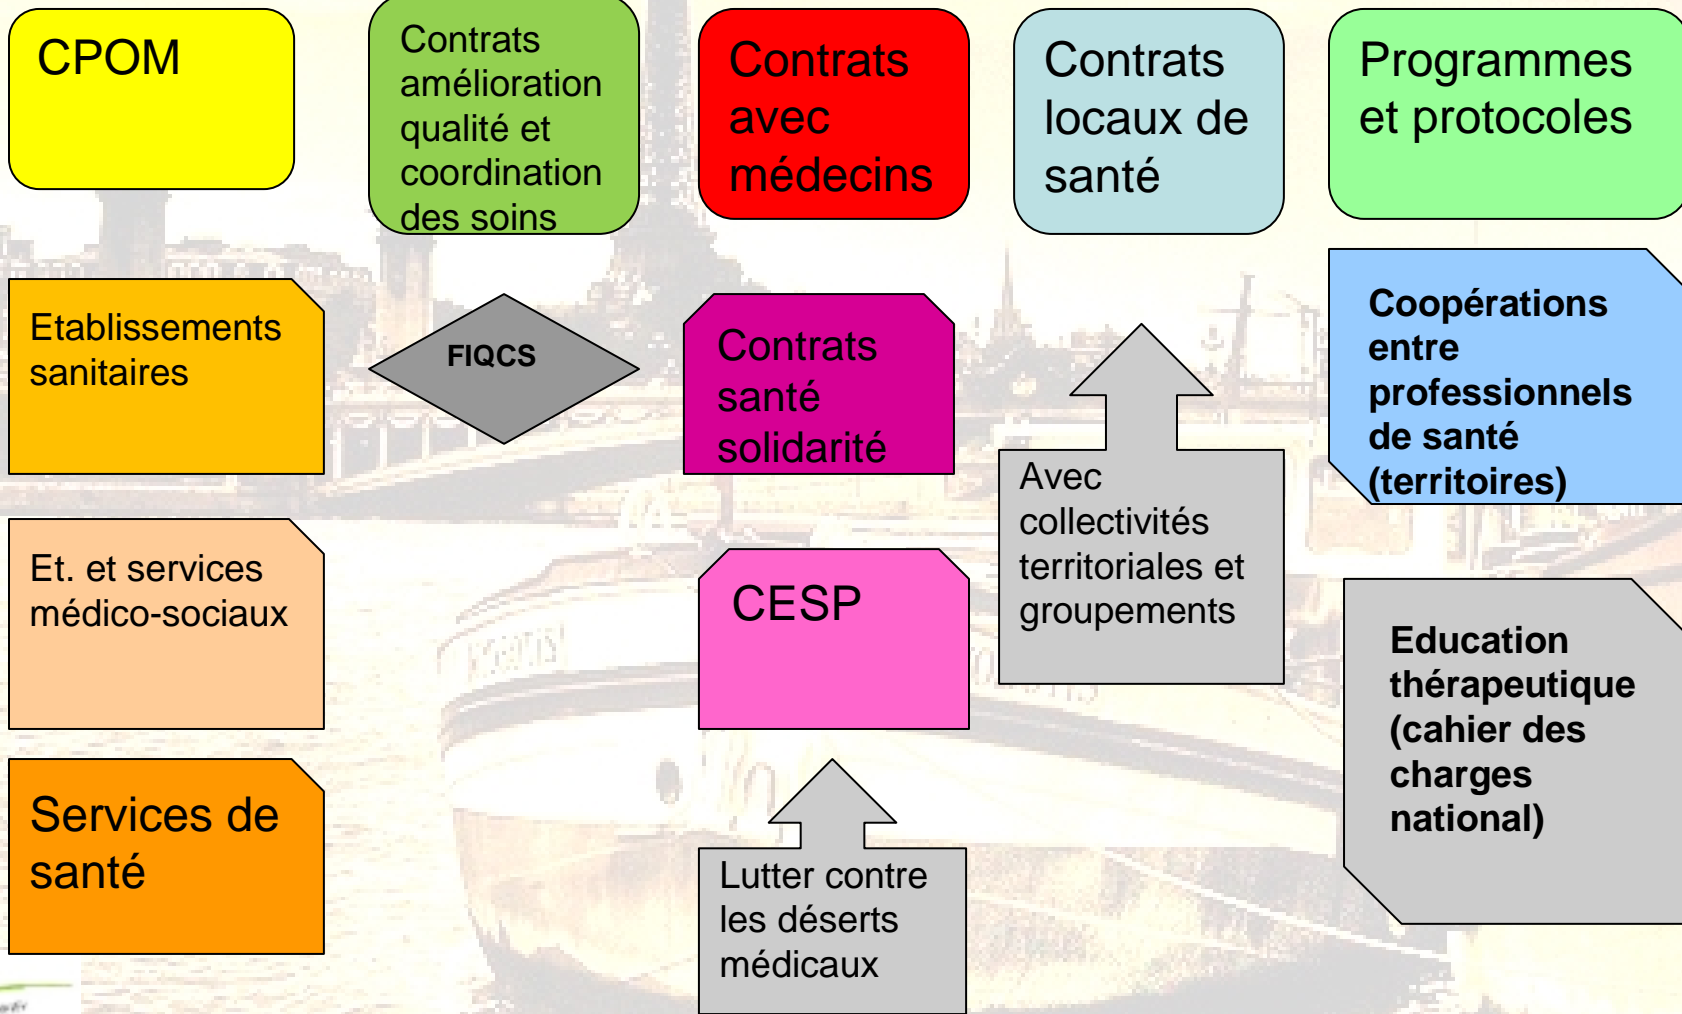 CPOM
Contrats
amélioration
qualité et
coordination
des soins
Contrats
avec
médecins
Contrats
locaux de
santé
Programmes
et protocoles
Etablissements
sanitaires
FIQCS
Contrats
santé
solidarité
Avec
collectivités
territoriales et
groupements
Coopérations
entre
professionnels
de santé
(territoires)
Et. et services
médico-sociaux
CESP
Education
thérapeutique
(cahier des
charges
national)
Services de
santé
Lutter contre
les déserts
médicaux